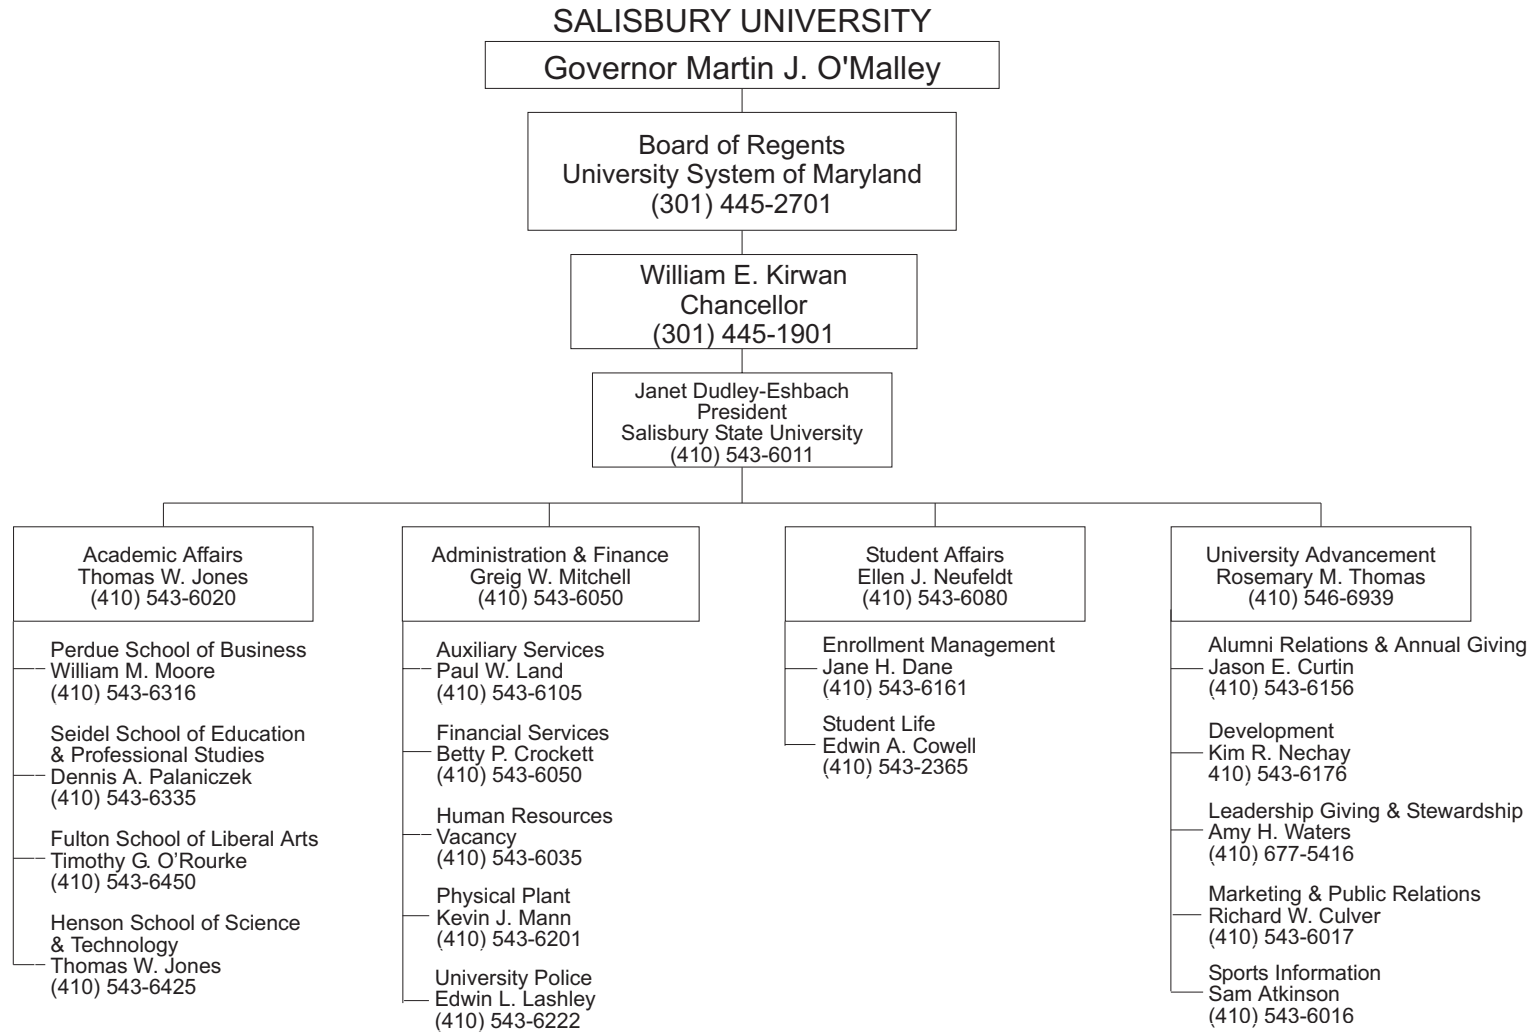 SALISBURY UNIVERSITY
Governor Martin J. O'Malley
Board of Regents
University System of Maryland
(301) 445-2701
William E. Kirwan
Chancellor
(301) 445-1901
Janet Dudley-Eshbach
President
Salisbury State University
(410) 543-6011
Academic Affairs
Thomas W. Jones
(410) 543-6020
Perdue School of Business
William M. Moore
(410) 543-6316
Seidel School of Education
& Professional Studies
Dennis A. Palaniczek
(410) 543-6335
Fulton School of Liberal Arts
Timothy G. O’Rourke
(410) 543-6450
Henson School of Science
& Technology
Thomas W. Jones
(410) 543-6425
Administration & Finance
Greig W. Mitchell
(410) 543-6050
Auxiliary Services
Paul W. Land
(410) 543-6105
Financial Services
Betty P. Crockett
(410) 543-6050
Human Resources
Vacancy
(410) 543-6035
Physical Plant
Kevin J. Mann
(410) 543-6201
University Police
Edwin L. Lashley
(410) 543-6222
Student Affairs
Ellen J. Neufeldt
(410) 543-6080
Enrollment Management
Jane H. Dane
(410) 543-6161
Student Life
Edwin A. Cowell
(410) 543-2365
University Advancement
Rosemary M. Thomas
(410) 546-6939
Alumni Relations & Annual Giving
Jason E. Curtin
(410) 543-6156
Development
Kim R. Nechay
410) 543-6176
Leadership Giving & Stewardship
Amy H. Waters
(410) 677-5416
Marketing & Public Relations
Richard W. Culver
(410) 543-6017
Sports Information
Sam Atkinson
(410) 543-6016